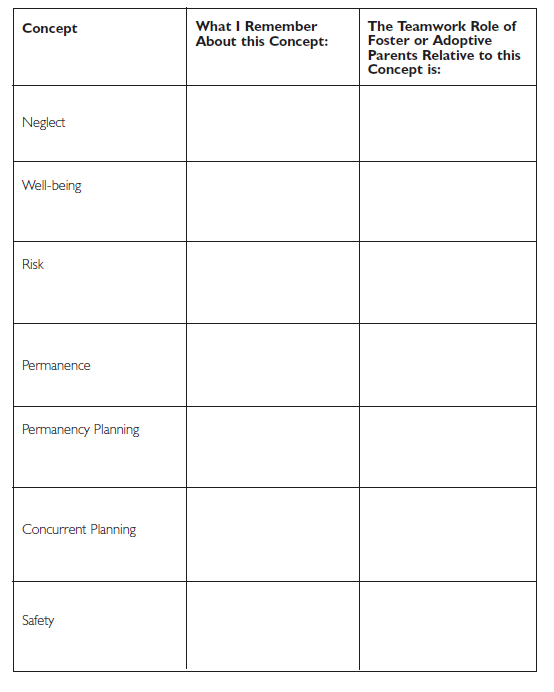 Concept
What I Remember
About this Concept:
The Teamwork Role of
Foster or Adoptive
Parents Relative to this
Concept is:
Neglect
Well-being
Risk
Permanence
Permanency Planning
Concurrent Planning
Safety